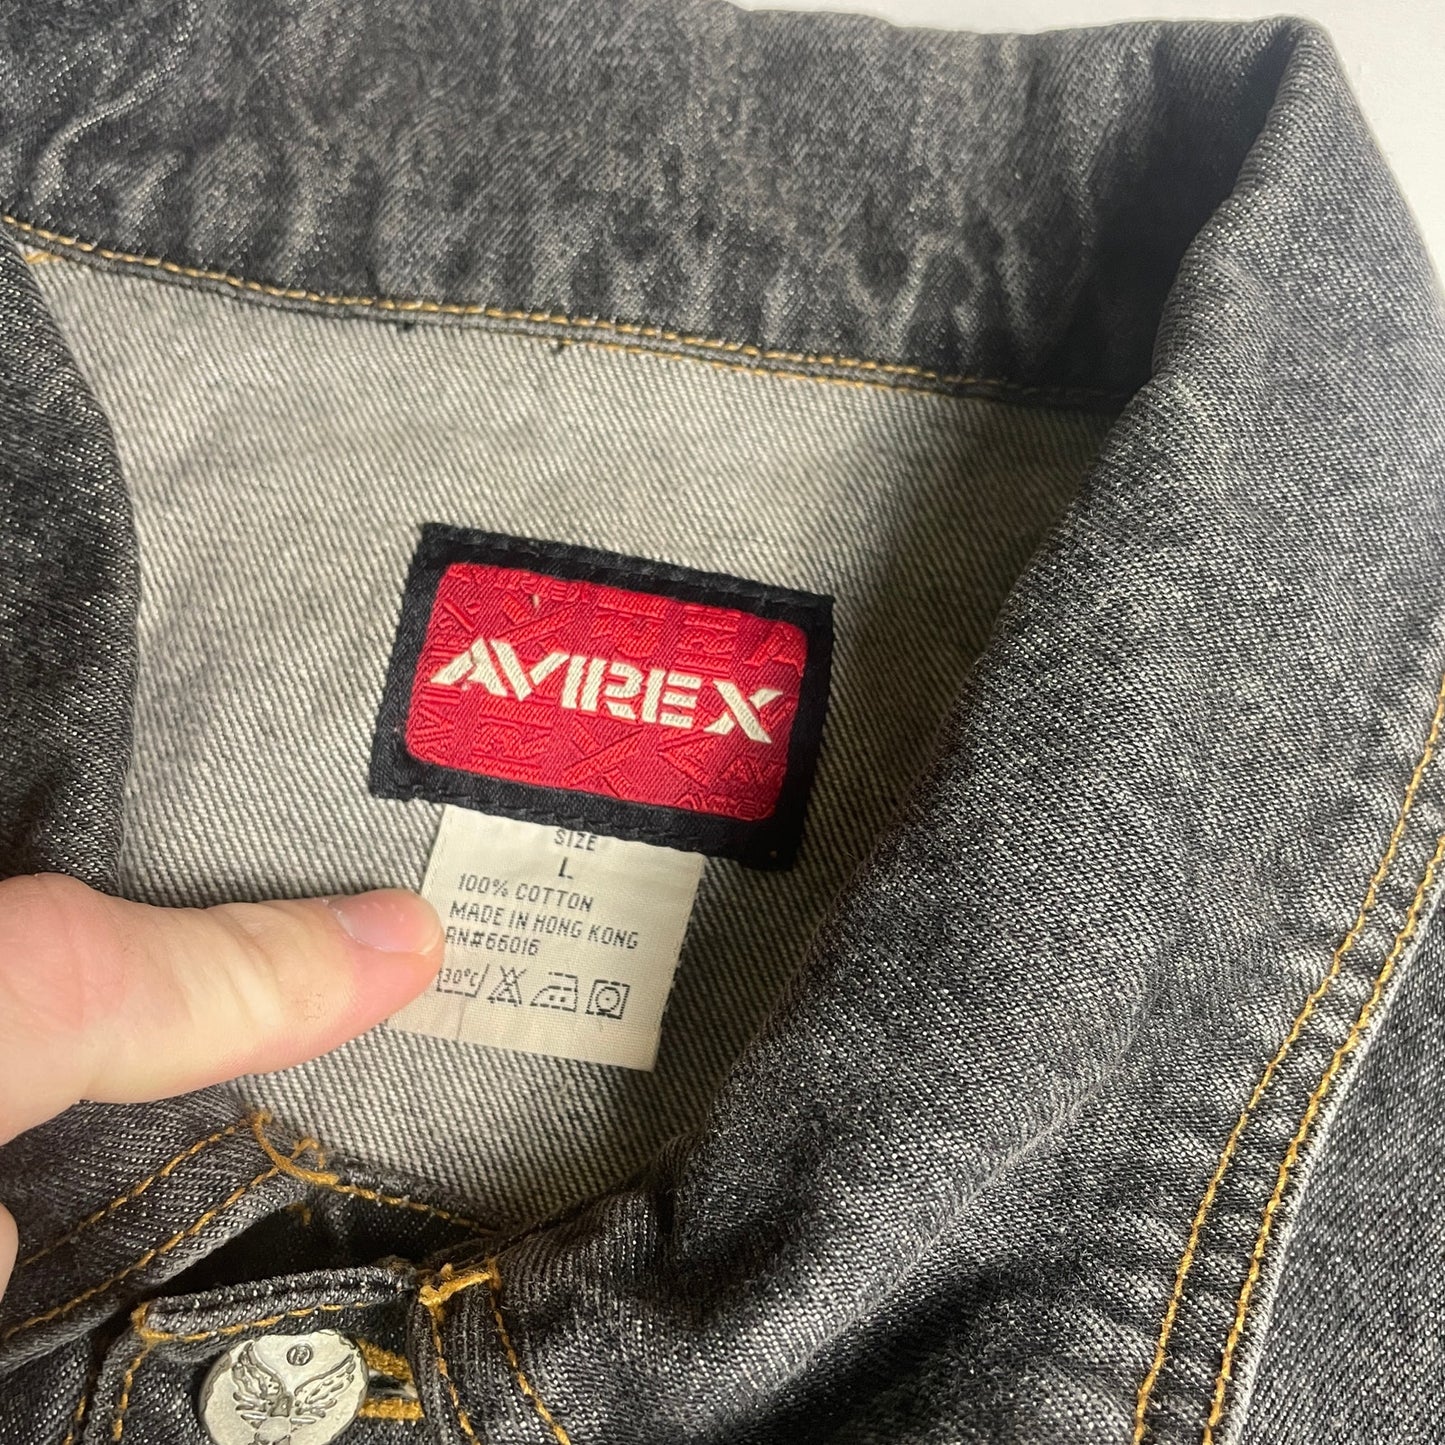 AVIREX
SIZE
L
100% COTTON
MADE IN HONG KONG
RN#66016
30°C